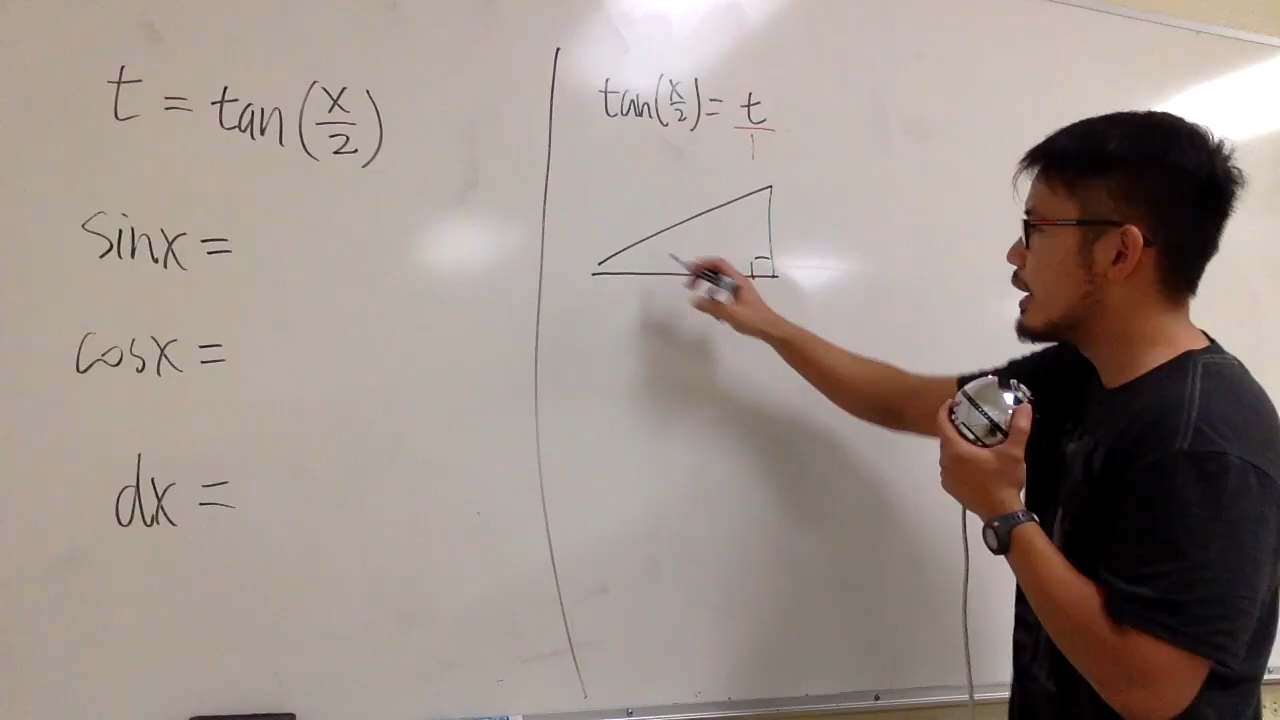 t = tan(x/2)
sinx =
cosx =
dx =
tan(x/2) = t/1